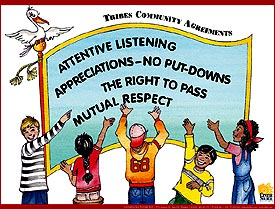 TRIBES COMMUNITY AGREEMENTS
ATTENTIVE LISTENING
APPRECIATIONS–NO PUT-DOWNS
THE RIGHT TO PASS
MUTUAL RESPECT
68